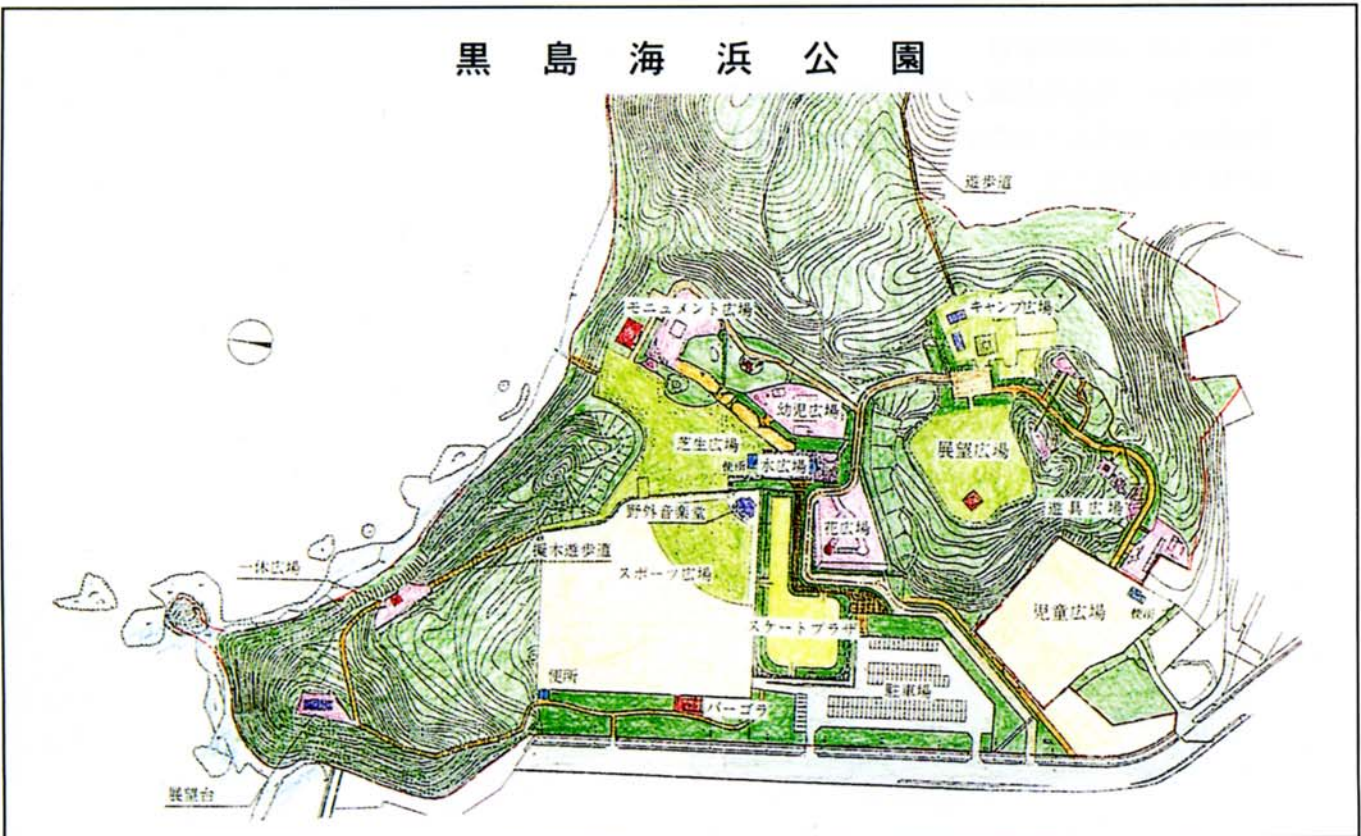 黒島海浜公園
遊歩道
モニュメント広場
キャンプ広場
幼児広場
芝生広場
展望広場
便所
水広場
遊具広場
野外音楽堂
花広場
擬木遊歩道
一休広場
スポーツ広場
児童広場
便所
スケートプラザ
便所
駐車場
パーゴラ
展望台